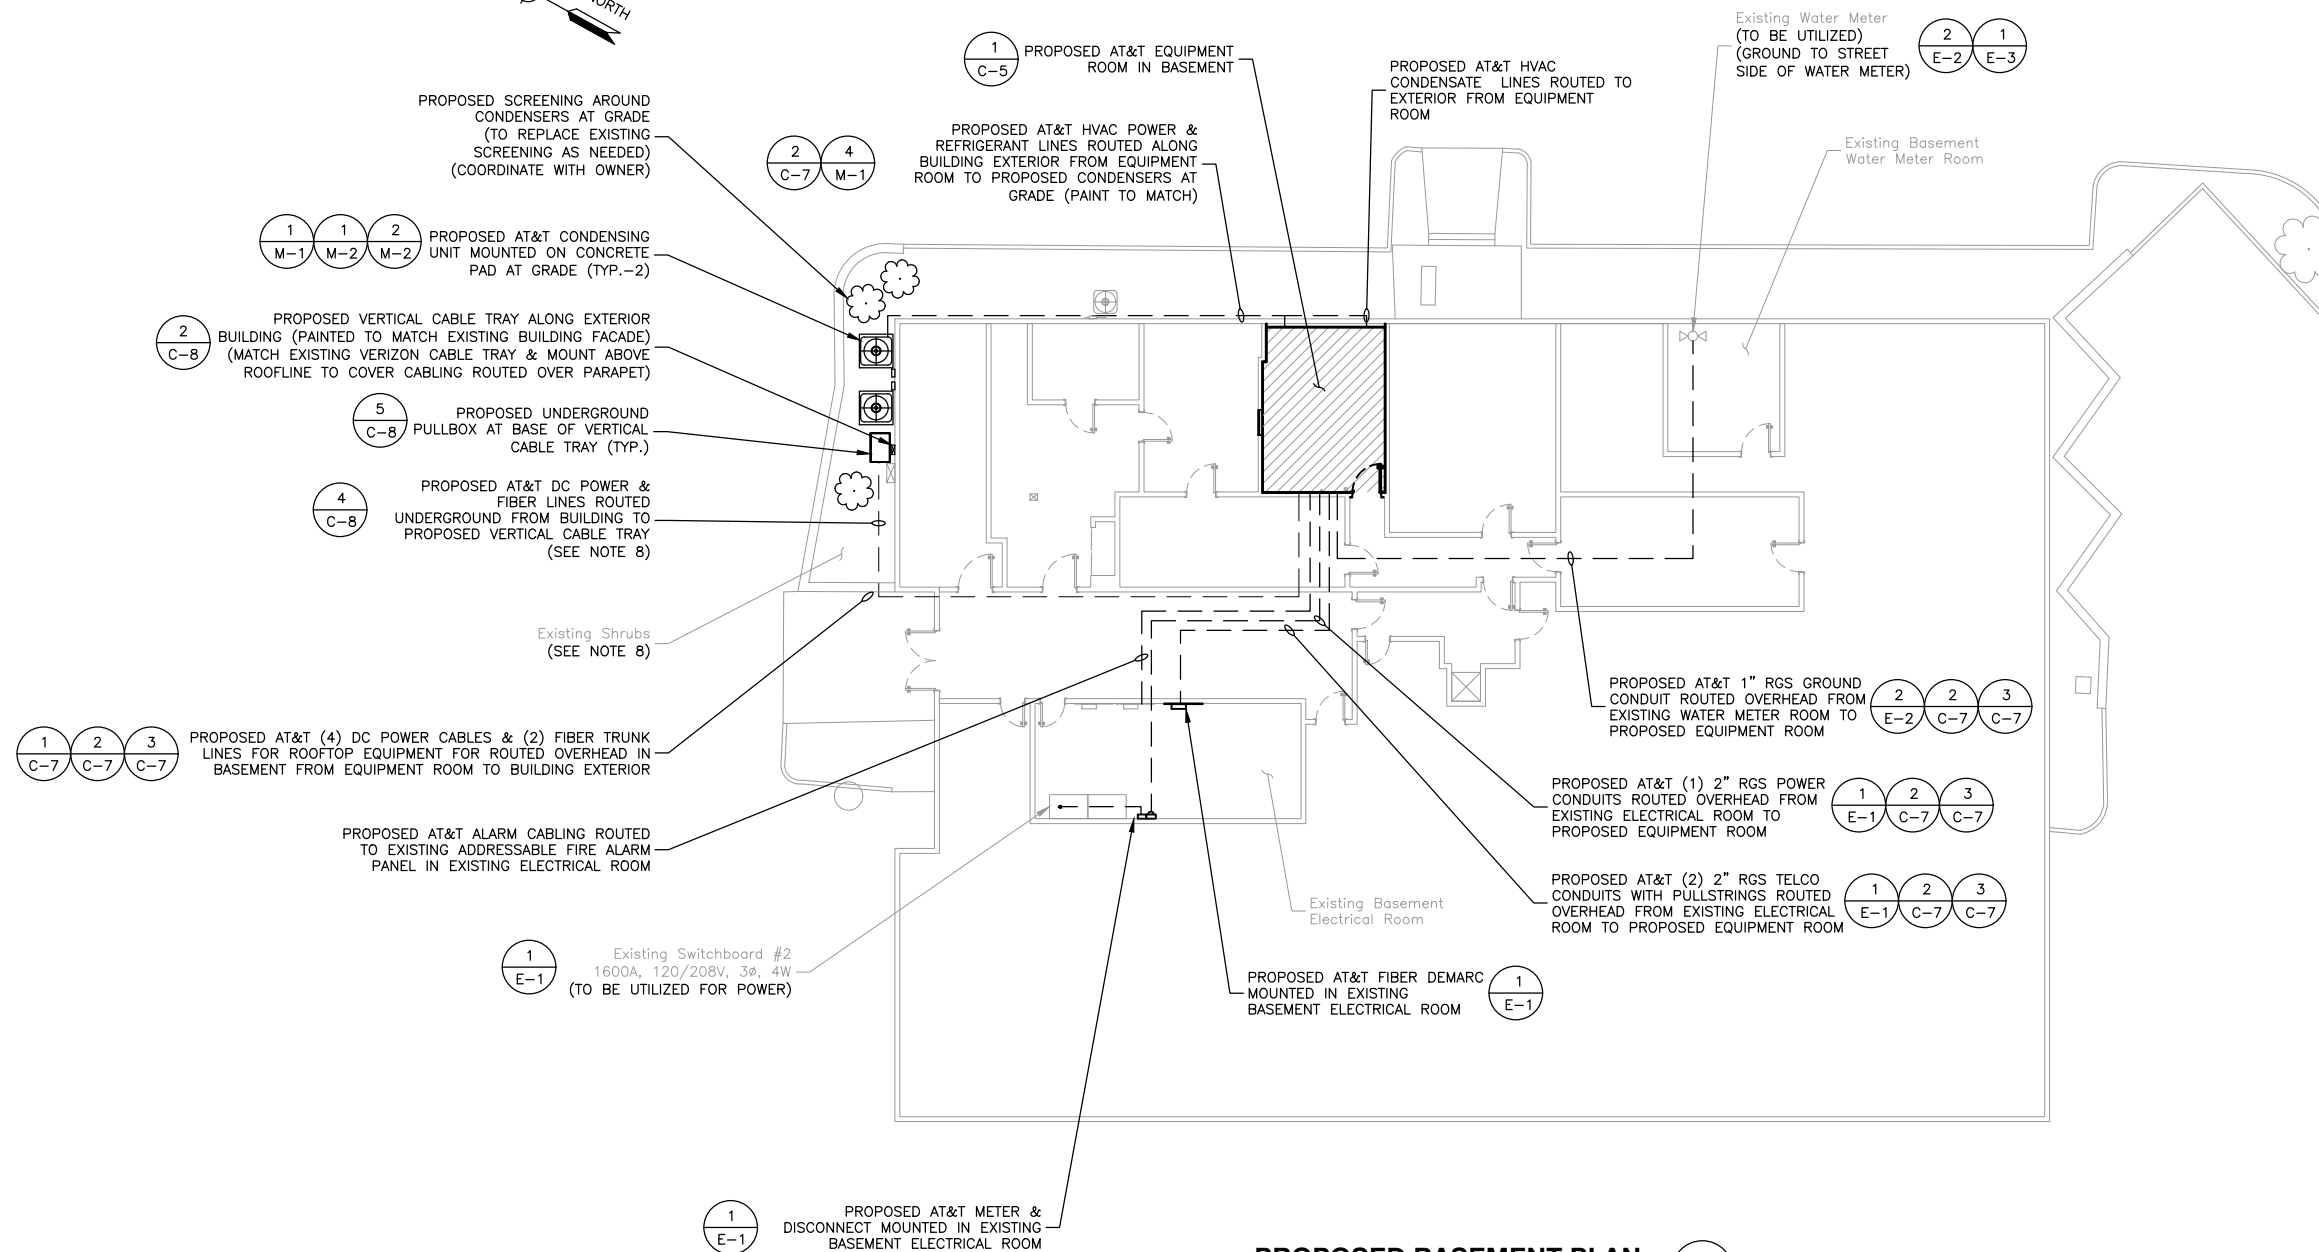 NORTH
1
C-5
PROPOSED AT&T EQUIPMENT
ROOM IN BASEMENT
PROPOSED AT&T HVAC
CONDENSATE LINES ROUTED TO
EXTERIOR FROM EQUIPMENT
ROOM
Existing Water Meter
(TO BE UTILIZED)
(GROUND TO STREET
SIDE OF WATER METER)
2
E-2
1
E-3
PROPOSED SCREENING AROUND
CONDENSERS AT GRADE
(TO REPLACE EXISTING
SCREENING AS NEEDED)
(COORDINATE WITH OWNER)
2
C-7
4
M-1
PROPOSED AT&T HVAC POWER &
REFRIGERANT LINES ROUTED ALONG
BUILDING EXTERIOR FROM EQUIPMENT
ROOM TO PROPOSED CONDENSERS AT
GRADE (PAINT TO MATCH)
Existing Basement
Water Meter Room
1
M-1
1
M-2
2
M-2
PROPOSED AT&T CONDENSING
UNIT MOUNTED ON CONCRETE
PAD AT GRADE (TYP.-2)
2
C-8
PROPOSED VERTICAL CABLE TRAY ALONG EXTERIOR
BUILDING (PAINTED TO MATCH EXISTING BUILDING FACADE)
(MATCH EXISTING VERIZON CABLE TRAY & MOUNT ABOVE
ROOFLINE TO COVER CABLING ROUTED OVER PARAPET)
5
C-8
PROPOSED UNDERGROUND
PULLBOX AT BASE OF VERTICAL
CABLE TRAY (TYP.)
4
C-8
PROPOSED AT&T DC POWER &
FIBER LINES ROUTED
UNDERGROUND FROM BUILDING TO
PROPOSED VERTICAL CABLE TRAY
(SEE NOTE 8)
Existing Shrubs
(SEE NOTE 8)
1
C-7
2
C-7
3
C-7
PROPOSED AT&T (4) DC POWER CABLES & (2) FIBER TRUNK
LINES FOR ROOFTOP EQUIPMENT FOR ROUTED OVERHEAD IN
BASEMENT FROM EQUIPMENT ROOM TO BUILDING EXTERIOR
PROPOSED AT&T 1" RGS GROUND
CONDUIT ROUTED OVERHEAD FROM
EXISTING WATER METER ROOM TO
PROPOSED EQUIPMENT ROOM
2
E-2
2
C-7
3
C-7
PROPOSED AT&T (1) 2" RGS POWER
CONDUITS ROUTED OVERHEAD FROM
EXISTING ELECTRICAL ROOM TO
PROPOSED EQUIPMENT ROOM
1
E-1
2
C-7
3
C-7
PROPOSED AT&T ALARM CABLING ROUTED
TO EXISTING ADDRESSABLE FIRE ALARM
PANEL IN EXISTING ELECTRICAL ROOM
PROPOSED AT&T (2) 2" RGS TELCO
CONDUITS WITH PULLSTRINGS ROUTED
OVERHEAD FROM EXISTING ELECTRICAL
ROOM TO PROPOSED EQUIPMENT ROOM
1
E-1
2
C-7
3
C-7
Existing Basement
Electrical Room
1
E-1
Existing Switchboard #2
1600A, 120/208V, 3ø, 4W
(TO BE UTILIZED FOR POWER)
PROPOSED AT&T FIBER DEMARC
MOUNTED IN EXISTING
BASEMENT ELECTRICAL ROOM
1
E-1
1
E-1
PROPOSED AT&T METER &
DISCONNECT MOUNTED IN EXISTING
BASEMENT ELECTRICAL ROOM
PROPOSED BASEMENT PLAN